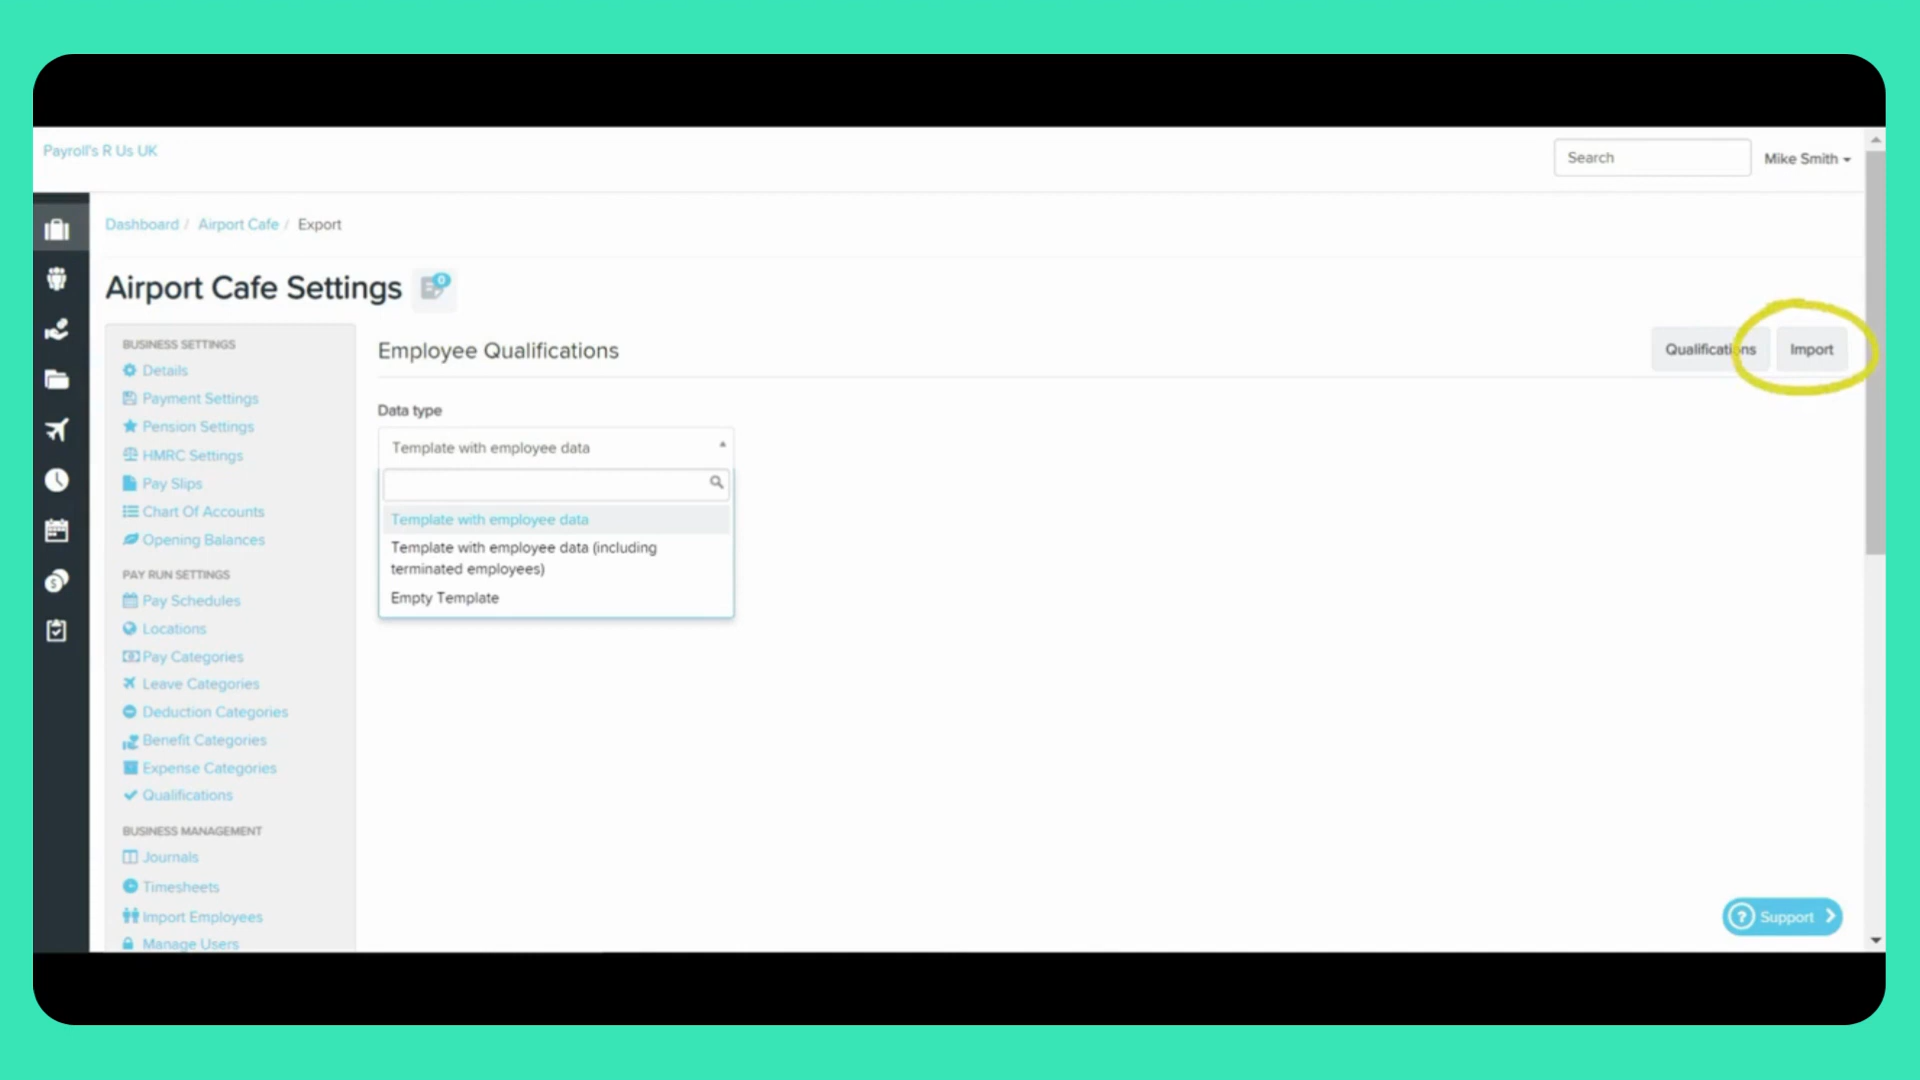 Payroll's R Us UK
Search
Mike Smith
Dashboard / Airport Cafe / Export
Airport Cafe Settings
0
BUSINESS SETTINGS
Details
Payment Settings
Pension Settings
HMRC Settings
Pay Slips
Chart Of Accounts
Opening Balances
PAY RUN SETTINGS
Pay Schedules
Locations
Pay Categories
Leave Categories
Deduction Categories
Benefit Categories
Expense Categories
Qualifications
BUSINESS MANAGEMENT
Journals
Timesheets
Import Employees
Manage Users
Employee Qualifications
Qualifications
Import
Data type
Template with employee data
Template with employee data
Template with employee data (including
terminated employees)
Empty Template
? Support